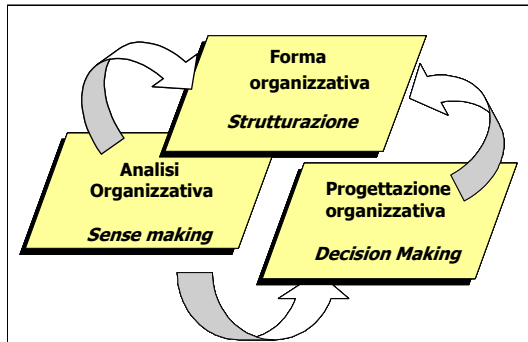 Forma
organizzativa
Strutturazione
Analisi
Organizzativa
Sense making
Progettazione
organizzativa
Decision Making